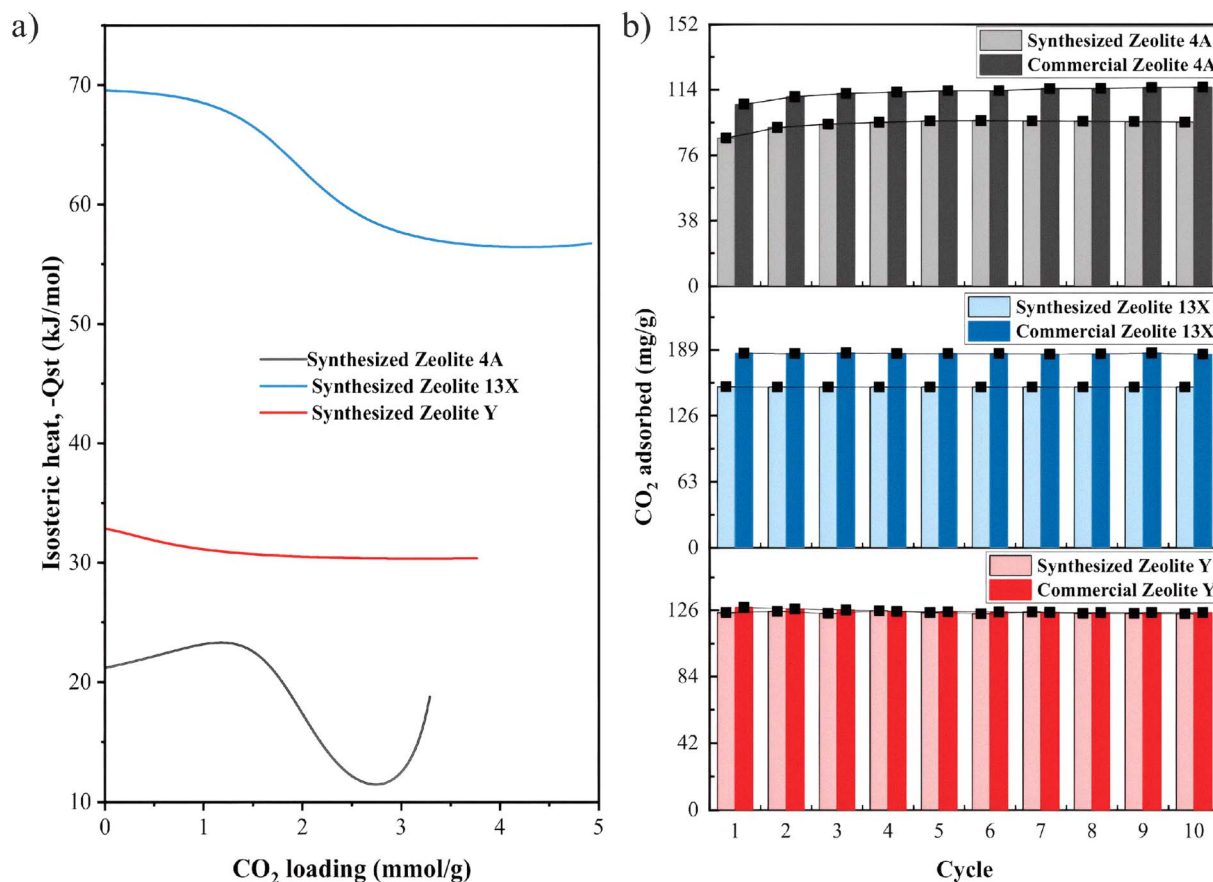 a)
70
60
50
40
30
20
10
Isosteric heat, -Qst (kJ/mol)
Synthesized Zeolite 4A
Synthesized Zeolite 13X
Synthesized Zeolite Y
0 1 2 3 4 5
CO₂ loading (mmol/g)
b)
152
114
76
38
0
Synthesized Zeolite 4A
Commercial Zeolite 4A
189
126
63
0
Synthesized Zeolite 13X
Commercial Zeolite 13X
CO₂ adsorbed (mg/g)
126
84
42
0
Synthesized Zeolite Y
Commercial Zeolite Y
1 2 3 4 5 6 7 8 9 10
Cycle